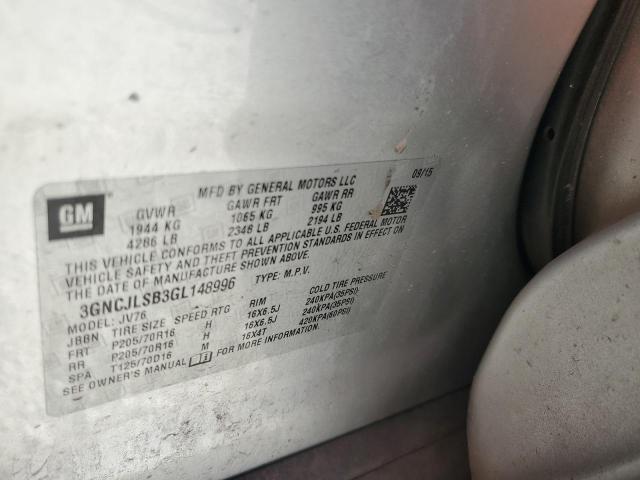 GM
MFD BY GENERAL MOTORS LLC
08/15
GVWR GAWR FRT GAWR RR
1944 KG 1065 KG 995 KG
4286 LB 2348 LB 2194 LB
THIS VEHICLE CONFORMS TO ALL APPLICABLE U.S. FEDERAL MOTOR
VEHICLE SAFETY AND THEFT PREVENTION STANDARDS IN EFFECT ON
THE DATE OF MANUFACTURE SHOWN ABOVE.
3GNCJLSB3GL148996 TYPE: M.P.V.
MODEL: JV76
JBBN TIRE SIZE SPEED RTG RIM COLD TIRE PRESSURE
FRT P205/70R16 H 16X6.5J 240KPA(35PSI)
RR P205/70R16 H 16X6.5J 240KPA(35PSI)
SPA T125/70D16 M 16X4T 420KPA(60PSI)
SEE OWNER'S MANUAL FOR MORE INFORMATION.